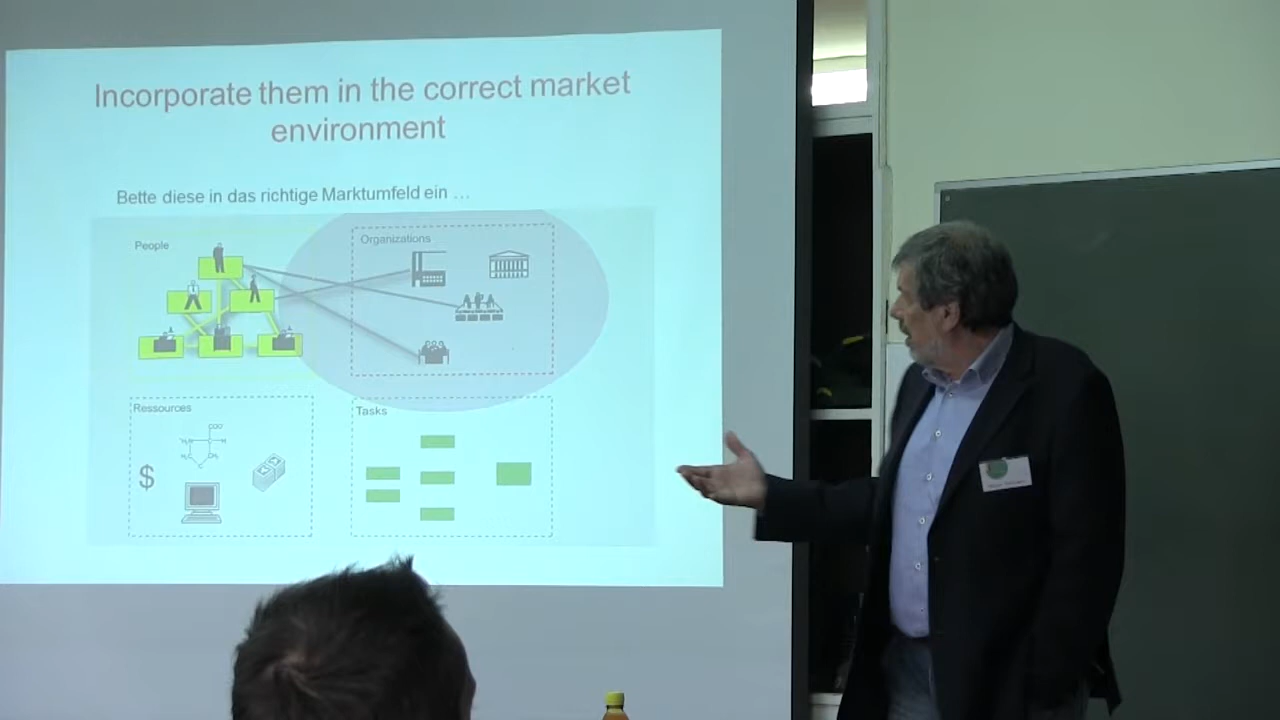 Incorporate them in the correct market
environment
Bette diese in das richtige Marktumfeld ein ...
People
Organizations
Ressources
Tasks
$